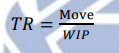 TR = Move / WIP